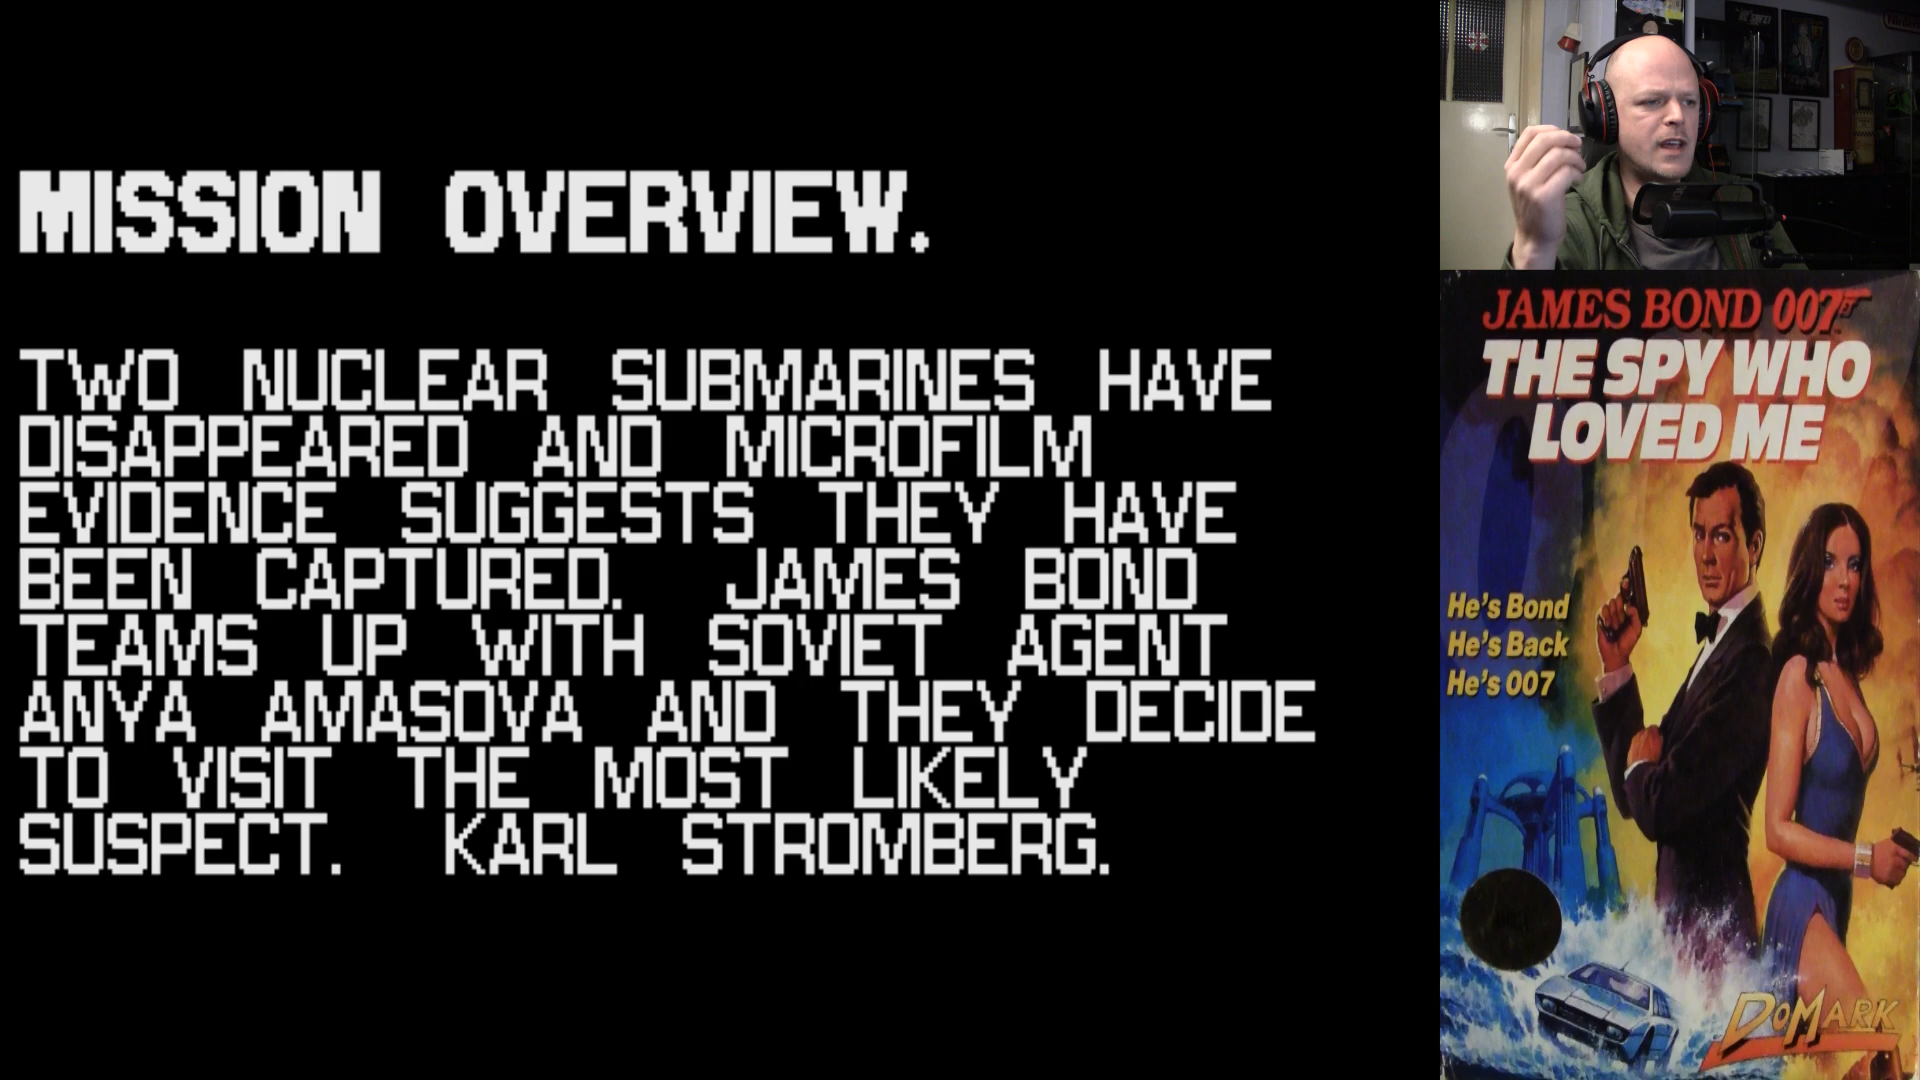 MISSION OVERVIEW.
TWO NUCLEAR SUBMARINES HAVE
DISAPPEARED AND MICROFILM
EVIDENCE SUGGESTS THEY HAVE
BEEN CAPTURED. JAMES BOND
TEAMS UP WITH SOVIET AGENT
ANYA AMASOVA AND THEY DECIDE
TO VISIT THE MOST LIKELY
SUSPECT. KARL STROMBERG.
JAMES BOND 007
THE SPY WHO
LOVED ME
He's Bond
He's Back
He's 007
DOMARK